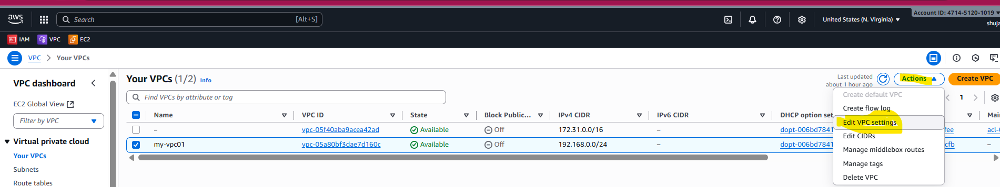 Account ID: 4714-5120-1019
aws
Search
[Alt+S]
United States (N. Virginia)
shuja
IAM
VPC
EC2
VPC
Your VPCs
VPC dashboard
EC2 Global View
Filter by VPC
Virtual private cloud
Your VPCs
Subnets
Route tables
Your VPCs (1/2) Info
Last updated
about 1 hour ago
Actions
Create VPC
Find VPCs by attribute or tag
1
Create default VPC
Create flow log
Edit VPC settings
Edit CIDRs
Manage middlebox routes
Manage tags
Delete VPC
Name VPC ID State Block Public... IPv4 CIDR IPv6 CIDR DHCP option set Mai
– vpc-05f40aba9acea42ad Available Off 172.31.0.0/16 – dopt-006bd7841 fee acl-
my-vpc01 vpc-05a80bf3dae7d160c Available Off 192.168.0.0/24 – dopt-006bd7841 cfb –